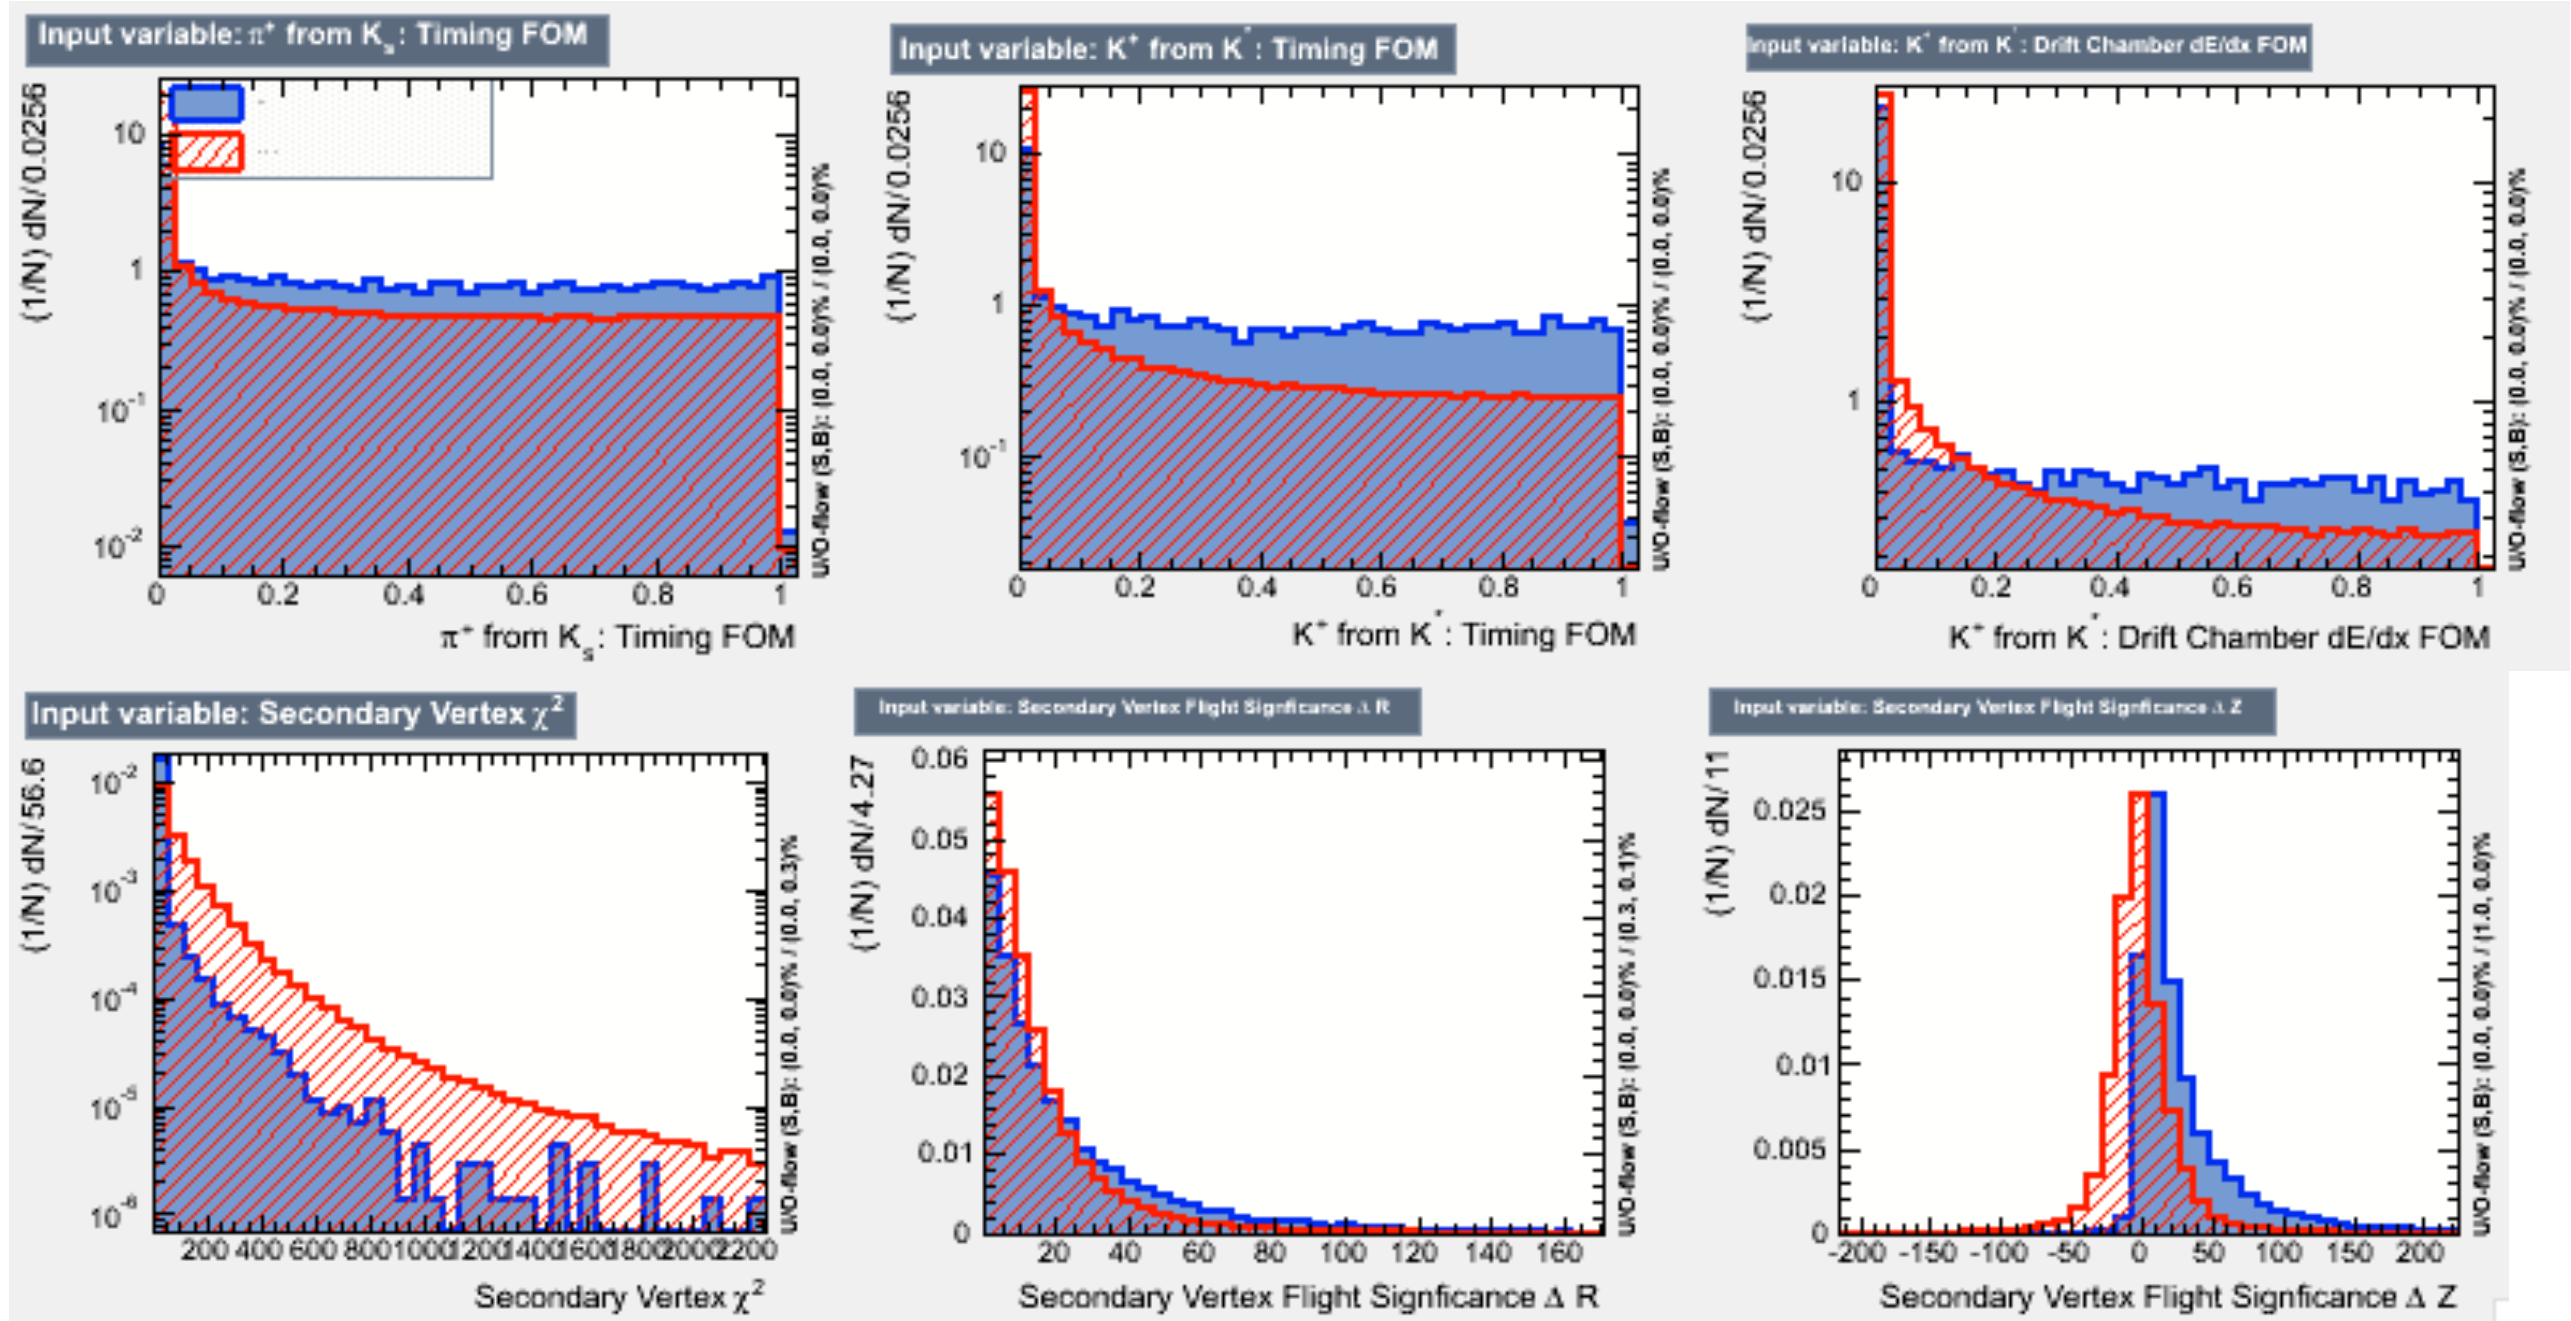 Input variable: π⁺ from Kₛ: Timing FOM
(1/N) dN/0.0256
10
1
10⁻¹
10⁻²
0 0.2 0.4 0.6 0.8 1
π⁺ from Kₛ: Timing FOM
U/O-flow (S,B): (0.0, 0.0)% / (0.0, 0.0)%
Input variable: K⁺ from K*: Timing FOM
(1/N) dN/0.0256
10
1
10⁻¹
0 0.2 0.4 0.6 0.8 1
K⁺ from K*: Timing FOM
U/O-flow (S,B): (0.0, 0.0)% / (0.0, 0.0)%
Input variable: K⁺ from K*: Drift Chamber dE/dx FOM
(1/N) dN/0.0256
10
1
0 0.2 0.4 0.6 0.8 1
K⁺ from K*: Drift Chamber dE/dx FOM
U/O-flow (S,B): (0.0, 0.0)% / (0.0, 0.0)%
Input variable: Secondary Vertex χ²
(1/N) dN/56.6
10⁻²
10⁻³
10⁻⁴
10⁻⁵
10⁻⁶
200 400 600 800 1000 1200 1400 1600 1800 2000 2200
Secondary Vertex χ²
U/O-flow (S,B): (0.0, 0.0)% / (0.0, 0.3)%
Input variable: Secondary Vertex Flight Signficance Δ R
(1/N) dN/4.27
0.06
0.05
0.04
0.03
0.02
0.01
0
20 40 60 80 100 120 140 160
Secondary Vertex Flight Signficance Δ R
U/O-flow (S,B): (0.0, 0.0)% / (0.3, 0.1)%
Input variable: Secondary Vertex Flight Signficance Δ Z
(1/N) dN/11
0.025
0.02
0.015
0.01
0.005
0
-200 -150 -100 -50 0 50 100 150 200
Secondary Vertex Flight Signficance Δ Z
U/O-flow (S,B): (0.0, 0.0)% / (1.0, 0.0)%